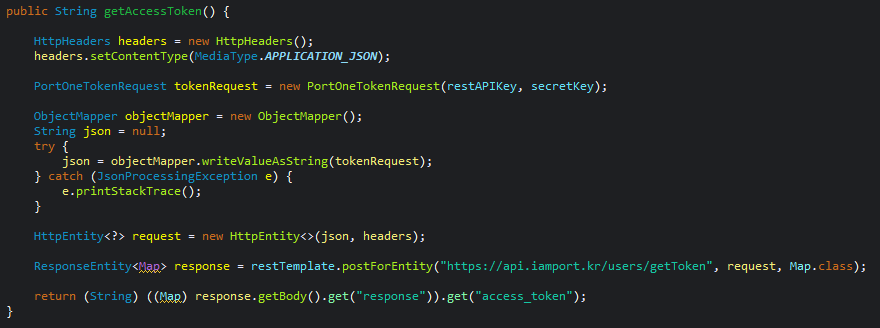 public String getAccessToken() {
HttpHeaders headers = new HttpHeaders();
headers.setContentType(MediaType.APPLICATION_JSON);
PortOneTokenRequest tokenRequest = new PortOneTokenRequest(restAPIKey, secretKey);
ObjectMapper objectMapper = new ObjectMapper();
String json = null;
try {
json = objectMapper.writeValueAsString(tokenRequest);
} catch (JsonProcessingException e) {
e.printStackTrace();
}
HttpEntity<?> request = new HttpEntity<>(json, headers);
ResponseEntity<Map> response = restTemplate.postForEntity("https://api.iamport.kr/users/getToken", request, Map.class);
return (String) ((Map) response.getBody().get("response")).get("access_token");
}